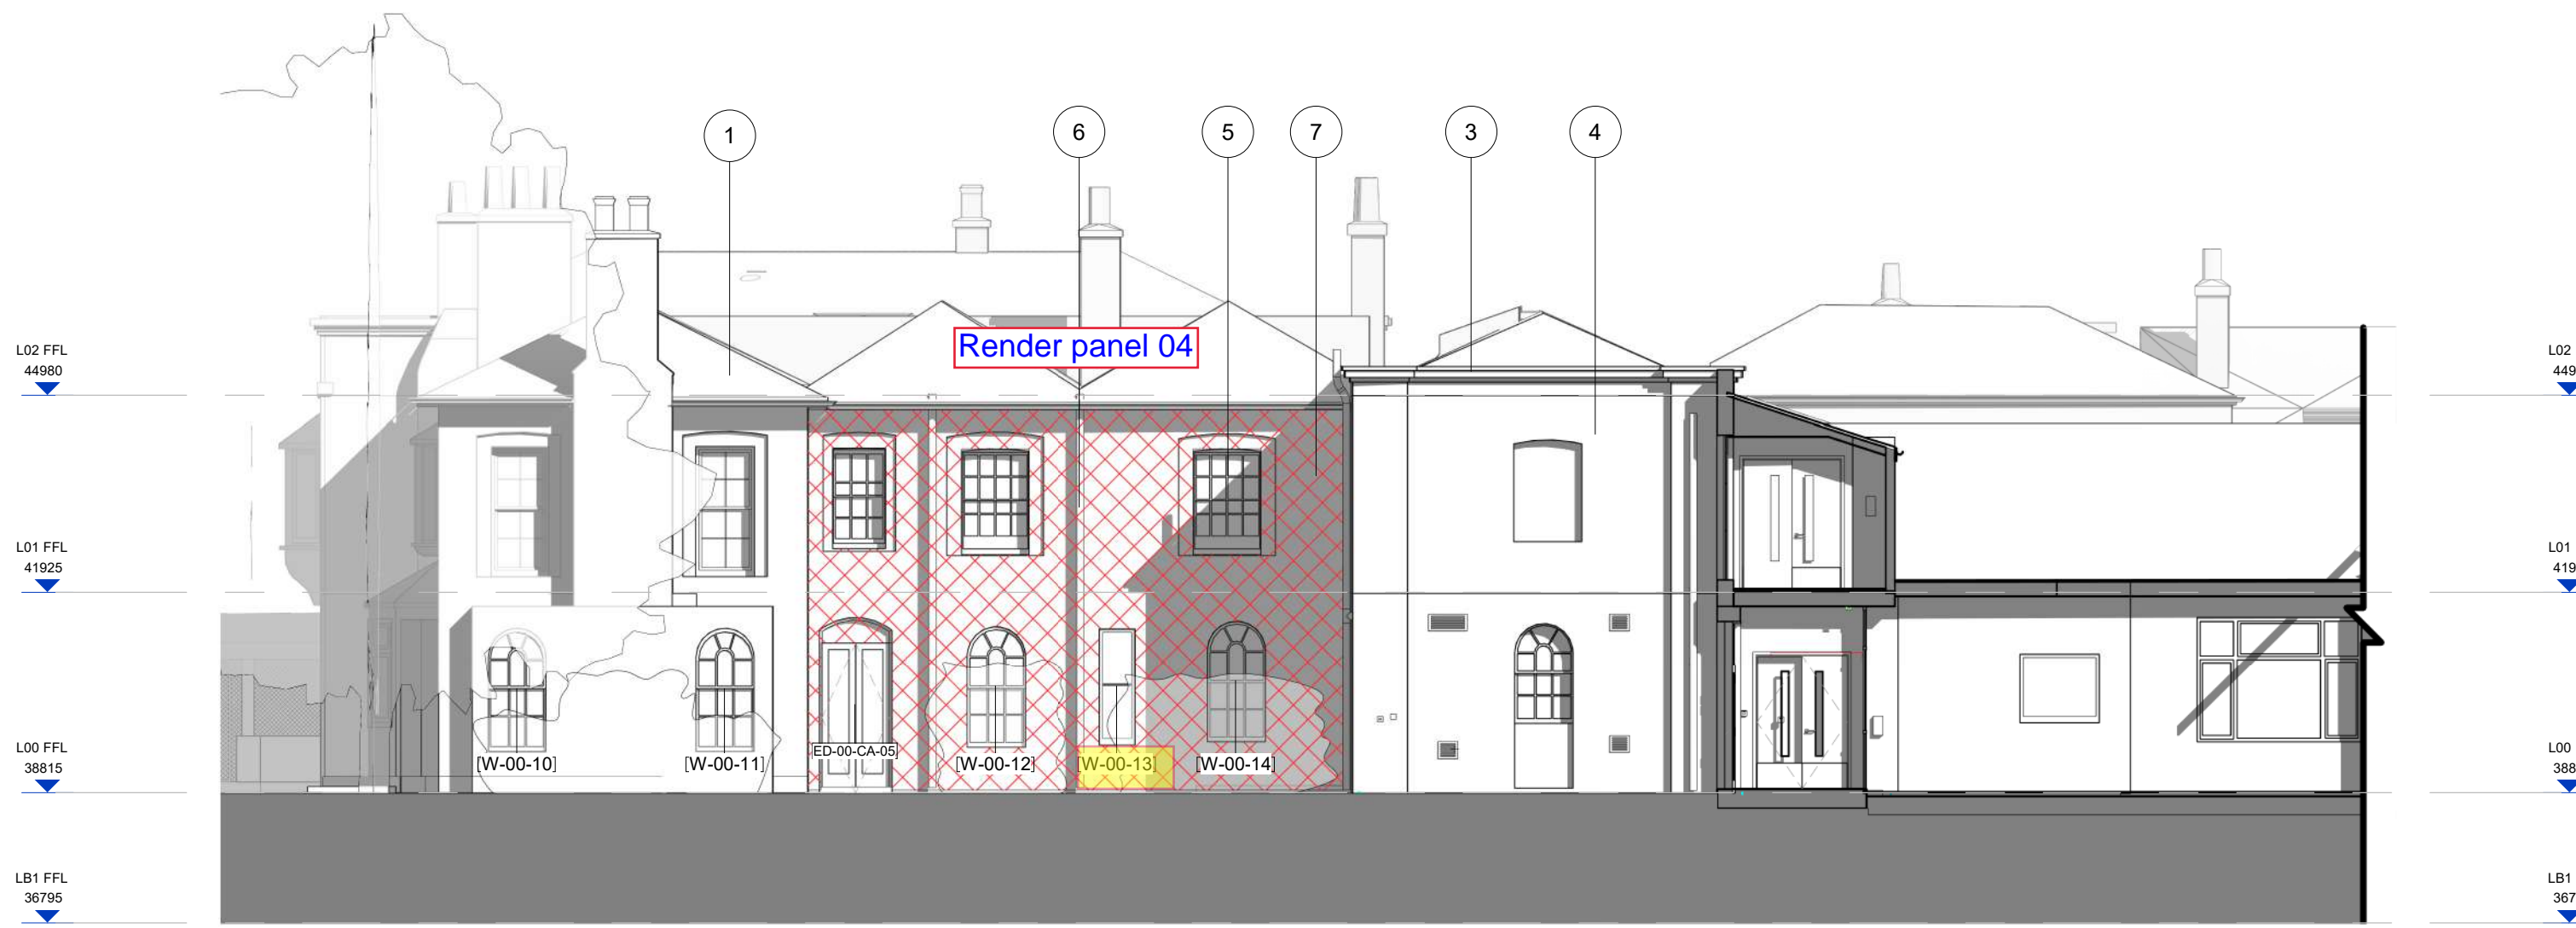 1
6
5
7
3
4
Render panel 04
L02 FFL
44980
L02
449
L01 FFL
41925
L01
419
L00 FFL
38815
L00
388
ED-00-CA-05]
[W-00-10]
[W-00-11]
[W-00-12]
[W-00-13]
[W-00-14]
LB1 FFL
36795
LB1
367